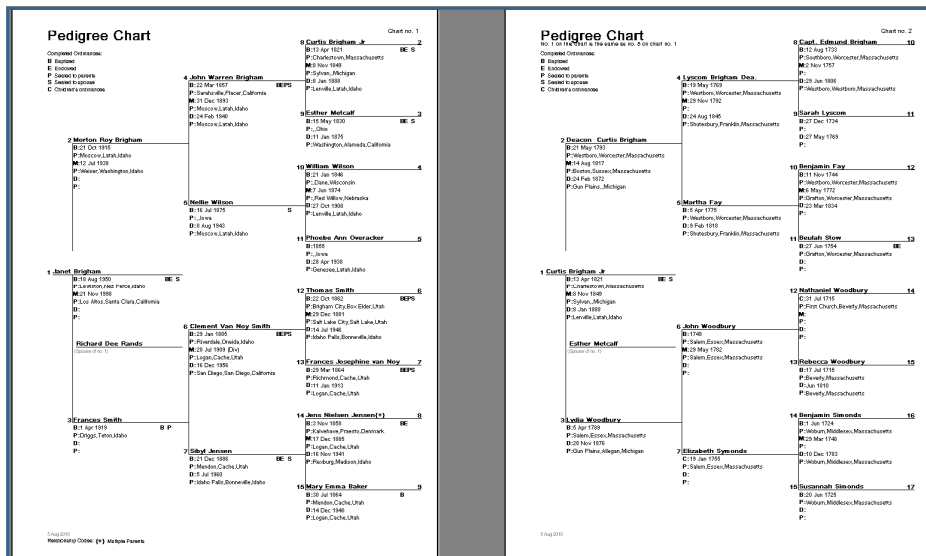 Pedigree Chart
Chart no. 1
Completed Ordinances:
B Baptized
E Endowed
P Sealed to parents
S Sealed to spouse
C Children's ordinances
8 Curtis Brigham Jr 2
B:13 Apr 1821 BE S
P:Charlestown,Massachusetts
M:8 Nov 1849
P:Sylvan,,Michigan
D:8 Jan 1888
P:Lenville,Latah,Idaho
4 John Warren Brigham
B:22 Mar 1857 BEPS
P:Sarahsville,Placer,California
M:31 Dec 1893
P:Moscow,Latah,Idaho
D:24 Feb 1940
P:Moscow,Latah,Idaho
9 Esther Metcalf 3
B:15 May 1830 BE S
P:,,Ohio
D:11 Jan 1875
P:Washington,Alameda,California
2 Morton Roy Brigham
B:21 Oct 1915
P:Moscow,Latah,Idaho
M:12 Jul 1938
P:Weiser,Washington,Idaho
D:
P:
10 William Wilson 4
B:21 Jan 1846
P:,Dane,Wisconsin
M:7 Jun 1874
P:,Red Willow,Nebraska
D:27 Oct 1908
P:Lenville,Latah,Idaho
5 Nellie Wilson
B:16 Jul 1875 S
P:,,Iowa
D:8 Aug 1943
P:Moscow,Latah,Idaho
11 Phoebe Ann Overacker 5
B:1855
P:,,Iowa
D:28 Apr 1938
P:Genesee,Latah,Idaho
1 Janet Brigham
B:18 Aug 1950 BE S
P:Lewiston,Nez Perce,Idaho
M:21 Nov 1998
P:Los Altos,Santa Clara,California
Richard Dee Rands
(Spouse of no. 1)
12 Thomas Smith 6
B:22 Oct 1862 BEPS
P:Brigham City,Box Elder,Utah
M:29 Dec 1881
P:Salt Lake City,Salt Lake,Utah
D:14 Jul 1946
P:Idaho Falls,Bonneville,Idaho
6 Clement Van Noy Smith
B:29 Jan 1885 BEPS
P:Riverdale,Oneida,Idaho
M:28 Jul 1909 (Div)
P:Logan,Cache,Utah
D:16 Dec 1956
P:San Diego,San Diego,California
13 Frances Josephine van Noy 7
B:29 Mar 1864 BEPS
P:Richmond,Cache,Utah
D:11 Jan 1913
P:Logan,Cache,Utah
3 Frances Smith
B:1 Apr 1919 B P
P:Driggs,Teton,Idaho
D:
P:
14 Jens Nielsen Jensen{+} 8
B:3 Nov 1858 BE
P:Kalvehave,Praesto,Denmark
M:17 Dec 1885
P:Logan,Cache,Utah
D:16 Nov 1941
P:Rexburg,Madison,Idaho
7 Sibyl Jensen
B:21 Dec 1886 BE S
P:Mendon,Cache,Utah
D:5 Jul 1960
P:Idaho Falls,Bonneville,Idaho
15 Mary Emma Baker 9
B:30 Jul 1864 B
P:Mendon,Cache,Utah
D:14 Dec 1940
P:Logan,Cache,Utah
5 Aug 2010
Relationship Codes: {+} Multiple Parents
Pedigree Chart
Chart no. 2
No. 1 on this chart is the same as no. 8 on chart no. 1
Completed Ordinances:
B Baptized
E Endowed
P Sealed to parents
S Sealed to spouse
C Children's ordinances
8 Capt. Edmund Brigham 10
B:12 Aug 1733
P:Southboro,Worcester,Massachusetts
M:2 Nov 1757
P:
D:29 Jun 1806
P:Westboro,Westboro,Massachusetts
4 Lyscom Brigham Dea.
B:19 May 1769
P:Westboro,Worcester,Massachusetts
M:29 Nov 1792
P:
D:24 Aug 1845
P:Shutesbury,Franklin,Massachusetts
9 Sarah Lyscom 11
B:27 Dec 1734
P:
D:27 May 1769
P:
2 Deacon Curtis Brigham
B:21 May 1793
P:Westboro,Worcester,Massachusetts
M:14 Aug 1817
P:Boston,Sussex,Massachusetts
D:24 Feb 1872
P:Gun Plains,,Michigan
10 Benjamin Fay 12
B:11 Nov 1744
P:Westboro,Worcester,Massachusetts
M:6 May 1772
P:Grafton,Worcester,Massachusetts
D:23 Mar 1834
P:
5 Martha Fay
B:5 Apr 1775
P:Westboro,Worcester,Massachusetts
D:9 Feb 1818
P:Shutesbury,Franklin,Massachusetts
11 Beulah Stow 13
B:27 Jun 1754 BE
P:Grafton,Worcester,Massachusetts
D:
P:
1 Curtis Brigham Jr
B:13 Apr 1821 BE S
P:Charlestown,Massachusetts
M:8 Nov 1849
P:Sylvan,,Michigan
D:8 Jan 1888
P:Lenville,Latah,Idaho
Esther Metcalf
(Spouse of no. 1)
12 Nathaniel Woodbury 14
C:31 Jul 1715
P:First Church,Beverly,Massachusetts
M:
P:
D:
P:
6 John Woodbury
B:1749
P:Salem,Essex,Massachusetts
M:29 May 1782
P:Salem,Essex,Massachusetts
D:
P:
13 Rebecca Woodbury 15
B:17 Jul 1715
P:Beverly,Massachusetts
D:Jun 1810
P:Beverly,Massachusetts
3 Lydia Woodbury
B:5 Apr 1789
P:Salem,Essex,Massachusetts
D:28 Nov 1876
P:Gun Plains,Allegan,Michigan
14 Benjamin Simonds 16
B:1 Jun 1724
P:Woburn,Middlesex,Massachusetts
M:29 Mar 1748
P:
D:10 Dec 1783
P:Woburn,Middlesex,Massachusetts
7 Elizabeth Symonds
C:19 Jan 1755
P:Salem,Essex,Massachusetts
D:
P:
15 Susannah Simonds 17
B:20 Jun 1725
P:Woburn,Middlesex,Massachusetts
D:
P:
5 Aug 2010